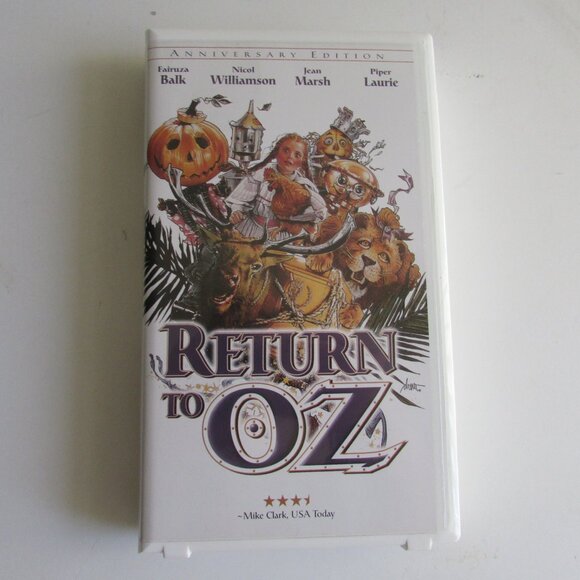 ANNIVERSARY EDITION
Fairuza Balk
Nicol Williamson
Jean Marsh
Piper Laurie
RETURN
TO OZ
~Mike Clark, USA Today